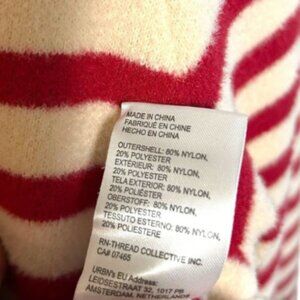 MADE IN CHINA
FABRIQUÉ EN CHINE
HECHO EN CHINA
OUTERSHELL: 80% NYLON,
20% POLYESTER
EXTÉRIEUR: 80% NYLON,
20% POLYESTER
TELA EXTERIOR: 80% NYLON,
20% POLIÉSTER
OBERSTOFF: 80% NYLON,
20% POLYESTER
TESSUTO ESTERNO: 80% NYLON,
20% POLIESTERE
RN-THREAD COLLECTIVE INC.
CA# 07465
URBN's EU Address:
LEIDSESTRAAT 32, 1017 PB
AMSTERDAM, NETHERLANDS